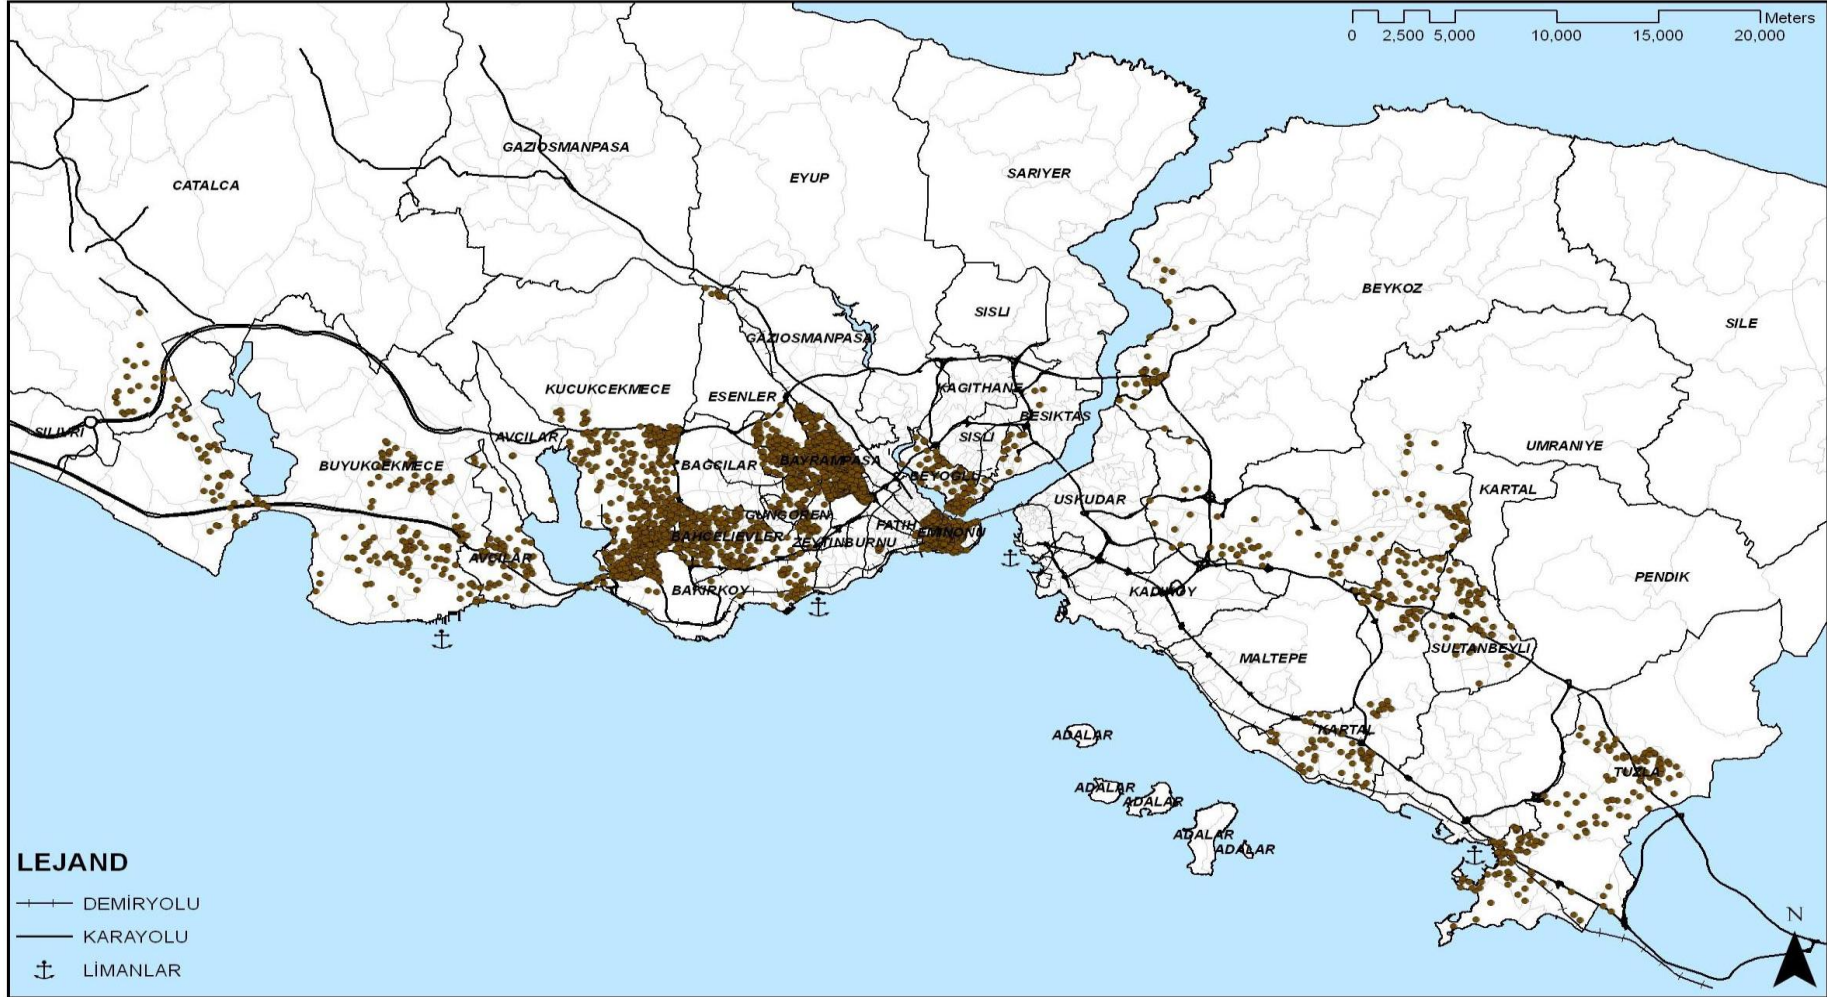 Meters
0 2,500 5,000 10,000 15,000 20,000
GAZIOSMANPASA
EYUP
SARIYER
CATALCA
BEYKOZ
SISLI
SILE
GAZIOSMANPASA
KUCUKCEKMECE
ESENLER
KAGITHANE
BESIKTAS
SILIVRI
AVCILAR
SISLI
UMRANIYE
BUYUKCEKMECE
BAGCILAR
BAYRAMPASA
BEYOGLU
KARTAL
USKUDAR
GUNGOREN
FATIH
EMINONU
BAHCELIEVLER
ZEYTINBURNU
AVCILAR
BAKIRKOY
KADIKOY
PENDIK
SULTANBEYLI
MALTEPE
KARTAL
ADALAR
TUZLA
ADALAR
ADALAR
ADALAR
ADALAR
LEJAND
DEMİRYOLU
KARAYOLU
LİMANLAR
N